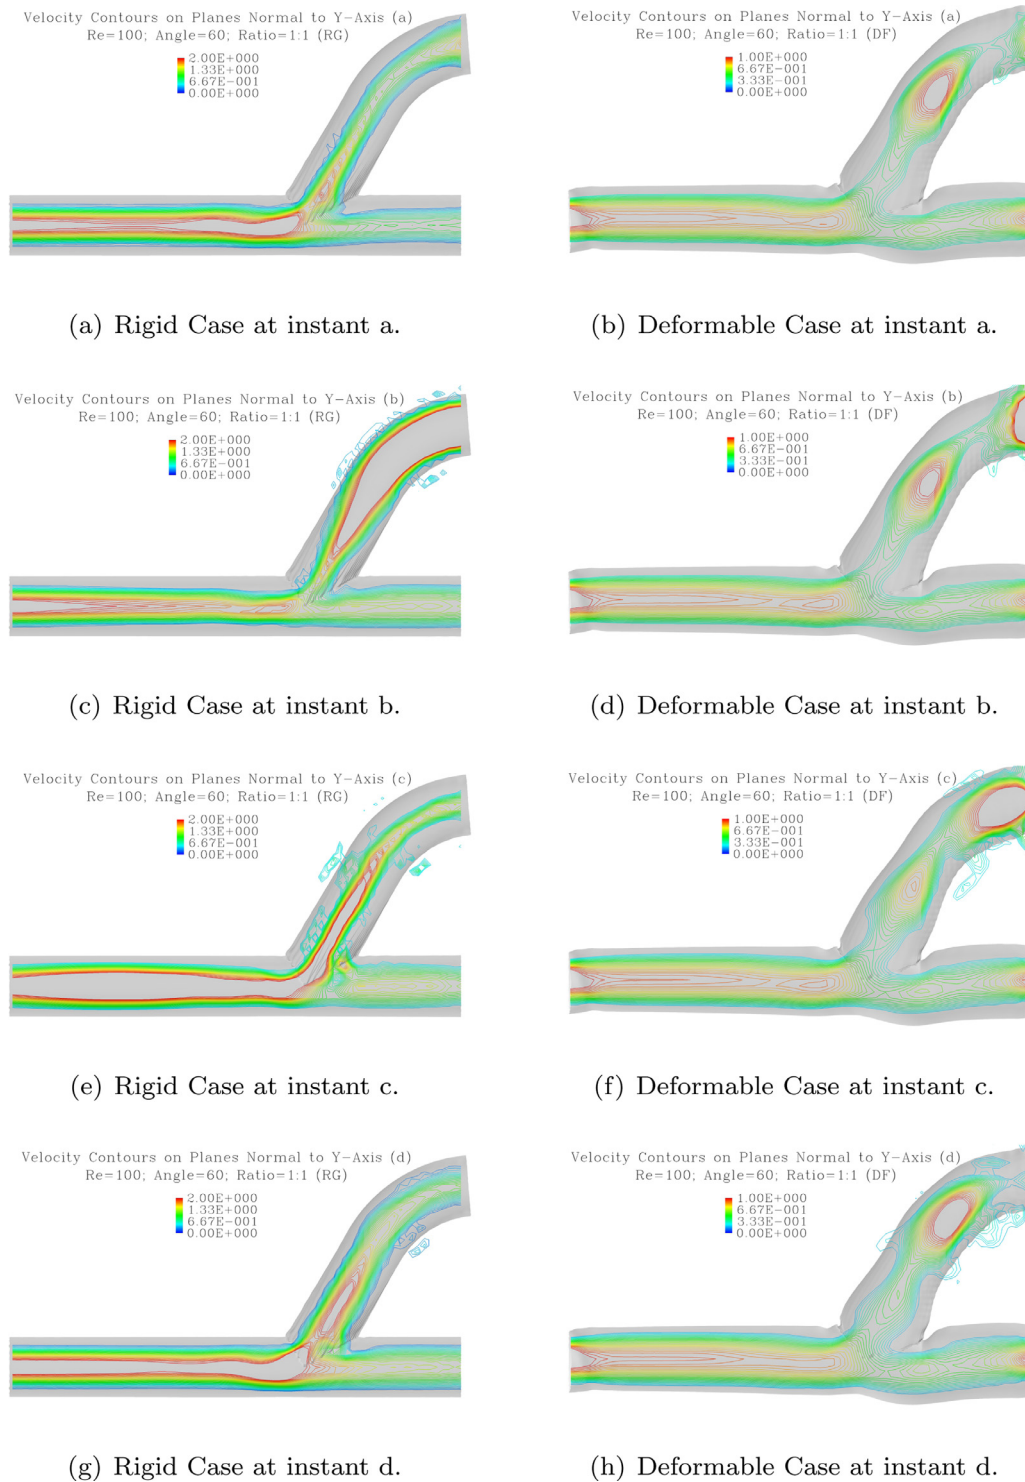 Velocity Contours on Planes Normal to Y-Axis (a)
Re=100; Angle=60; Ratio=1:1 (RG)
2.00E+000
1.33E+000
6.67E-001
0.00E+000
(a) Rigid Case at instant a.
Velocity Contours on Planes Normal to Y-Axis (a)
Re=100; Angle=60; Ratio=1:1 (DF)
1.00E+000
6.67E-001
3.33E-001
0.00E+000
(b) Deformable Case at instant a.
Velocity Contours on Planes Normal to Y-Axis (b)
Re=100; Angle=60; Ratio=1:1 (RG)
2.00E+000
1.33E+000
6.67E-001
0.00E+000
(c) Rigid Case at instant b.
Velocity Contours on Planes Normal to Y-Axis (b)
Re=100; Angle=60; Ratio=1:1 (DF)
1.00E+000
6.67E-001
3.33E-001
0.00E+000
(d) Deformable Case at instant b.
Velocity Contours on Planes Normal to Y-Axis (c)
Re=100; Angle=60; Ratio=1:1 (RG)
2.00E+000
1.33E+000
6.67E-001
0.00E+000
(e) Rigid Case at instant c.
Velocity Contours on Planes Normal to Y-Axis (c)
Re=100; Angle=60; Ratio=1:1 (DF)
1.00E+000
6.67E-001
3.33E-001
0.00E+000
(f) Deformable Case at instant c.
Velocity Contours on Planes Normal to Y-Axis (d)
Re=100; Angle=60; Ratio=1:1 (RG)
2.00E+000
1.33E+000
6.67E-001
0.00E+000
(g) Rigid Case at instant d.
Velocity Contours on Planes Normal to Y-Axis (d)
Re=100; Angle=60; Ratio=1:1 (DF)
1.00E+000
6.67E-001
3.33E-001
0.00E+000
(h) Deformable Case at instant d.